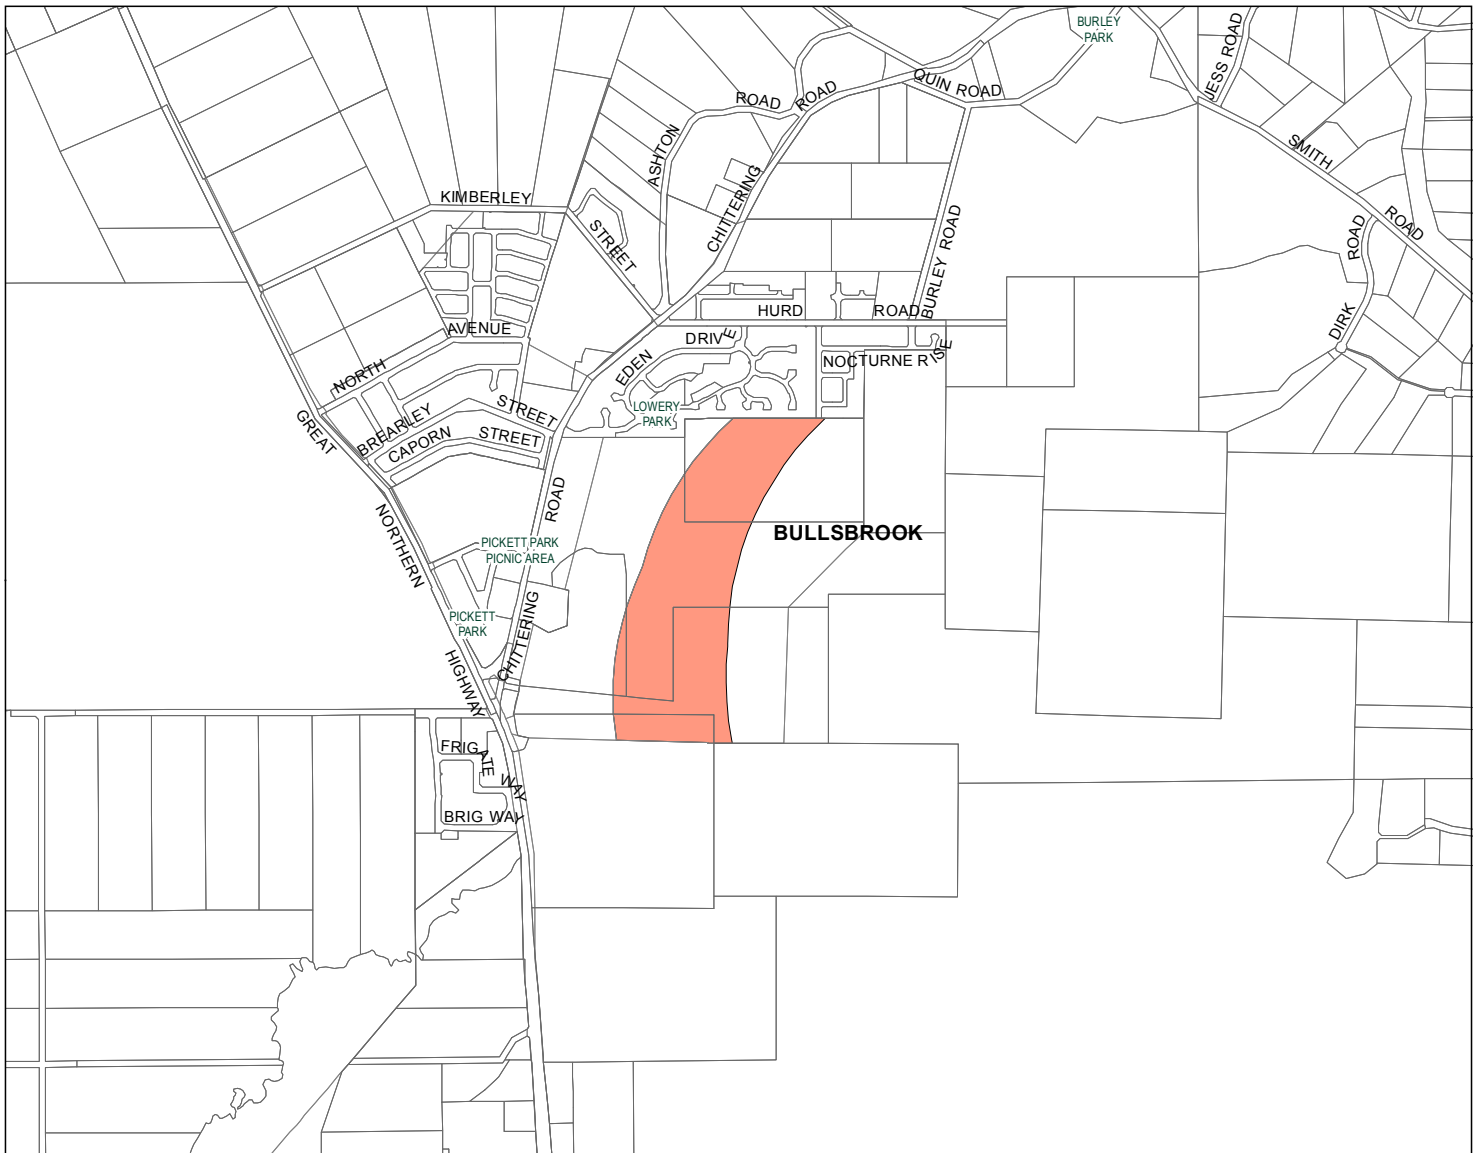 BURLEY
PARK
JESS ROAD
QUIN ROAD
ROAD
ROAD
ASHTON
SMITH
KIMBERLEY
CHITTERING
STREET
ROAD
ROAD
BURLEY ROAD
HURD
ROAD
DIRK
AVENUE
DRIVE
NOCTURNE RISE
EDEN
NORTH
LOWERY
PARK
STREET
BREARLEY
GREAT
CAPORN
STREET
ROAD
NORTHERN
BULLSBROOK
PICKETT PARK
PICNIC AREA
PICKETT
PARK
CHITTERING
HIGHWAY
FRIGATE WAY
BRIG WAY